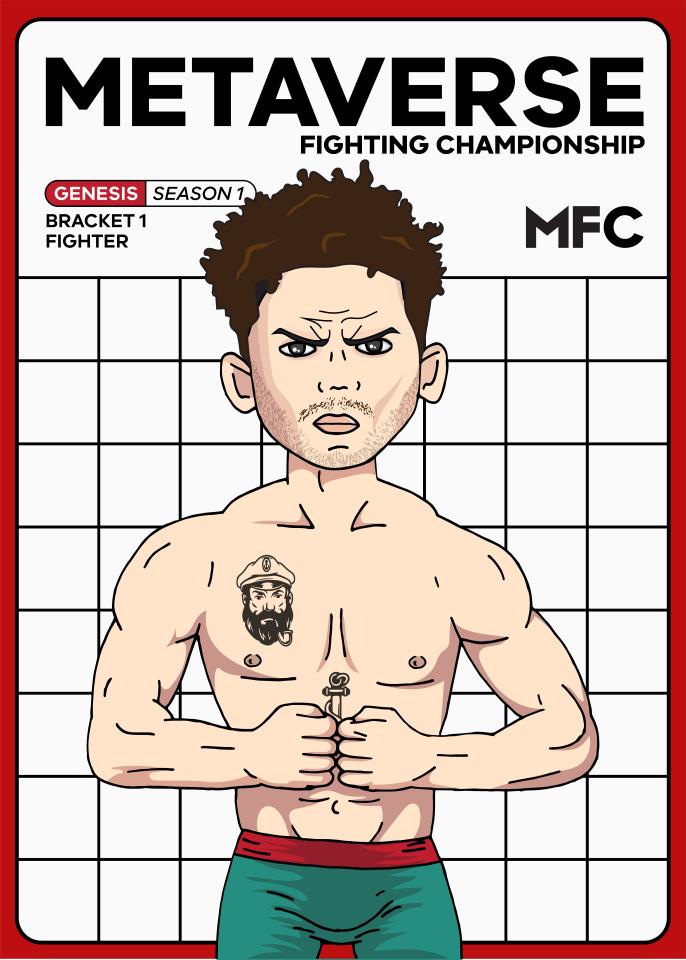 METAVERSE
FIGHTING CHAMPIONSHIP
GENESIS SEASON 1
BRACKET 1
FIGHTER
MFC